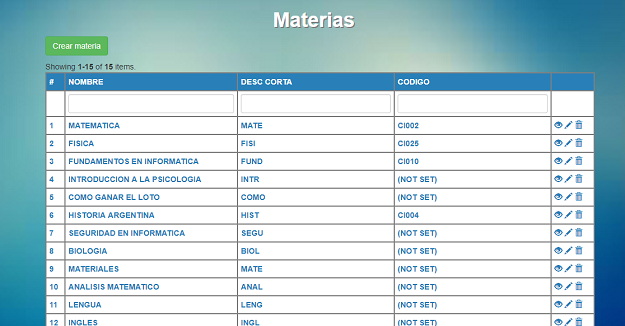 Materias
Crear materia
Showing 1-15 of 15 items.
# NOMBRE DESC CORTA CODIGO
1 MATEMATICA MATE CI002
2 FISICA FISI CI025
3 FUNDAMENTOS EN INFORMATICA FUND CI010
4 INTRODUCCION A LA PSICOLOGIA INTR (NOT SET)
5 COMO GANAR EL LOTO COMO (NOT SET)
6 HISTORIA ARGENTINA HIST CI004
7 SEGURIDAD EN INFORMATICA SEGU (NOT SET)
8 BIOLOGIA BIOL (NOT SET)
9 MATERIALES MATE (NOT SET)
10 ANALISIS MATEMATICO ANAL (NOT SET)
11 LENGUA LENG (NOT SET)
12 INGLES INGL (NOT SET)